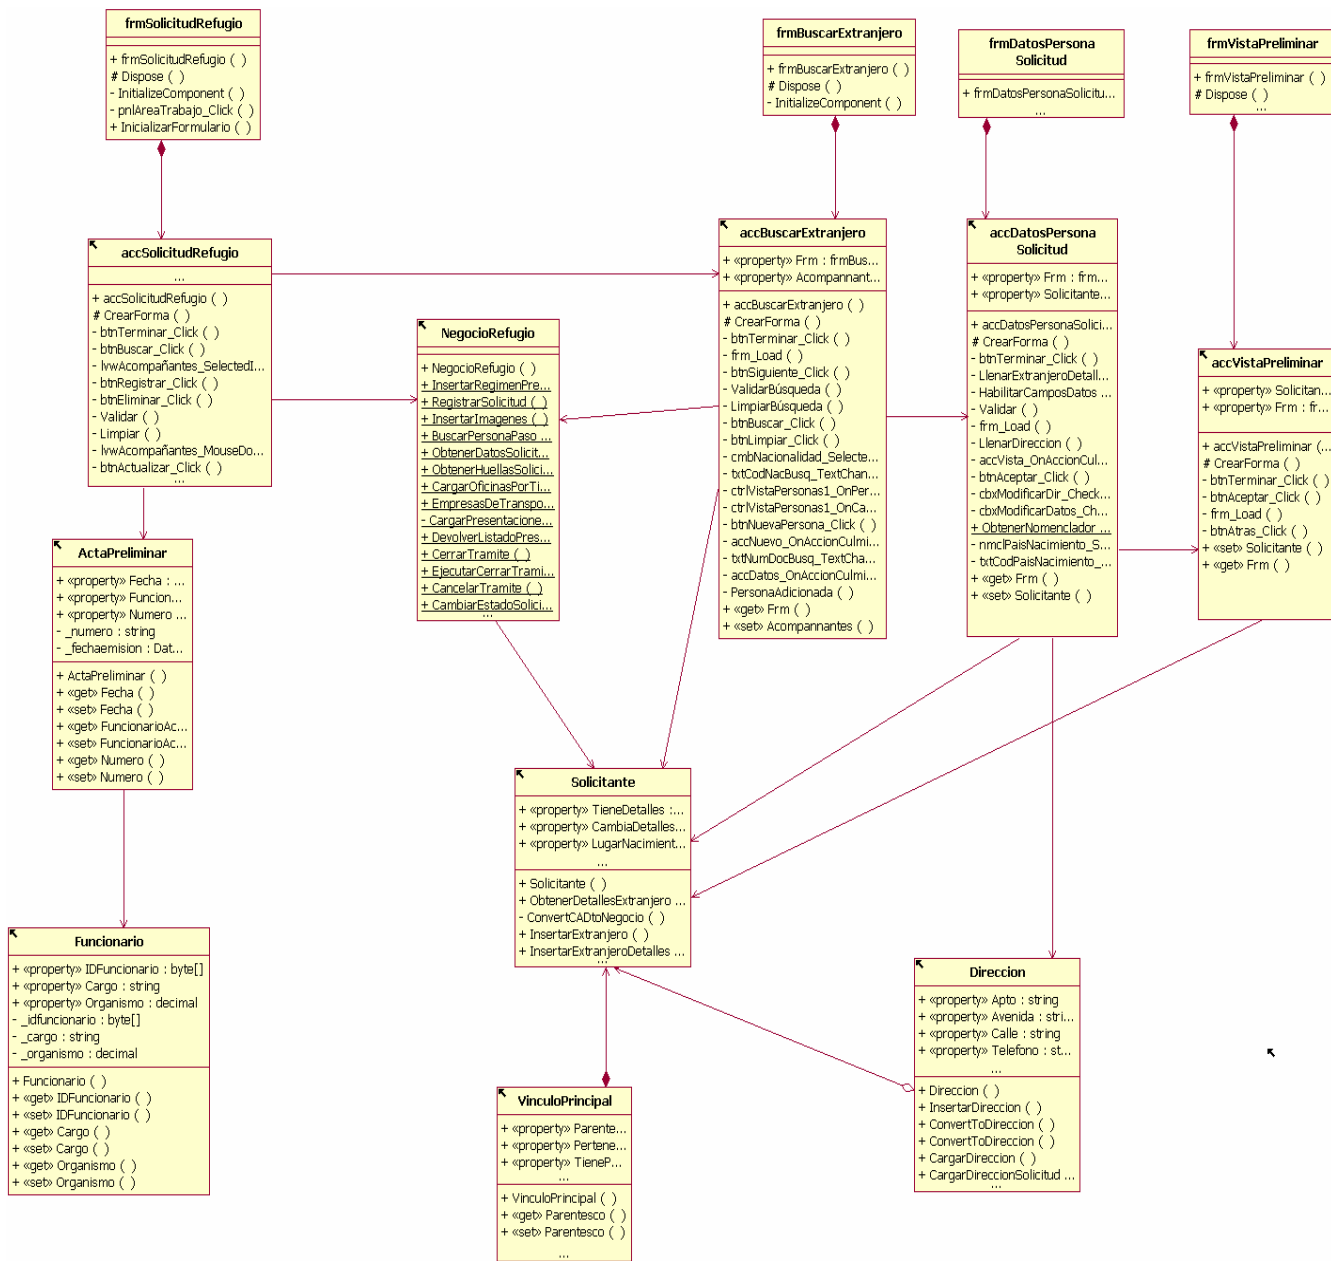 frmSolicitudRefugio
+ frmSolicitudRefugio ( )
# Dispose ( )
- InitializeComponent ( )
- pnlAreaTrabajo_Click ( )
+ InicializarFormulario ( )
frmBuscarExtranjero
+ frmBuscarExtranjero ( )
# Dispose ( )
- InitializeComponent ( )
frmDatosPersona
Solicitud
+ frmDatosPersonaSolicitu...
...
frmVistaPreliminar
+ frmVistaPreliminar ( )
# Dispose ( )
...
accSolicitudRefugio
...
+ accSolicitudRefugio ( )
# CrearForma ( )
- btnTerminar_Click ( )
- btnBuscar_Click ( )
- lvwAcompañantes_SelectedI...
- btnRegistrar_Click ( )
- btnEliminar_Click ( )
- Validar ( )
- Limpiar ( )
- lvwAcompañantes_MouseDo...
- btnActualizar_Click ( )
...
NegocioRefugio
+ NegocioRefugio ( )
+ InsertarRegimenPre...
+ RegistrarSolicitud ( )
+ InsertarImagenes ( )
+ BuscarPersonaPaso ...
+ ObtenerDatosSolicit...
+ ObtenerHuellasSolici...
+ CargarOficinasPorTi...
+ EmpresasDeTranspo...
- CargarPresentacione...
+ DevolverListadoPres...
+ CerrarTramite ( )
+ EjecutarCerrarTrami...
+ CancelarTramite ( )
+ CambiarEstadoSolici...
...
accBuscarExtranjero
+ «property» Frm : frmBus...
+ «property» Acompannant...
+ accBuscarExtranjero ( )
# CrearForma ( )
- btnTerminar_Click ( )
- frm_Load ( )
- btnSiguiente_Click ( )
- ValidarBúsqueda ( )
- LimpiarBúsqueda ( )
- btnBuscar_Click ( )
- btnLimpiar_Click ( )
- cmbNacionalidad_Selecte...
- txtCodNacBusq_TextChan...
- ctrlVistaPersonas1_OnPer...
- ctrlVistaPersonas1_OnCa...
- btnNuevaPersona_Click ( )
- accNuevo_OnAccionCulmi...
- txtNumDocBusq_TextCha...
- accDatos_OnAccionCulmi...
- PersonaAdicionada ( )
+ «get» Frm ( )
+ «set» Acompannantes ( )
accDatosPersona
Solicitud
+ «property» Frm : frm...
+ «property» Solicitante...
+ accDatosPersonaSolici...
# CrearForma ( )
- btnTerminar_Click ( )
- LlenarExtranjeroDetall...
- HabilitarCamposDatos ...
- Validar ( )
- frm_Load ( )
- LlenarDireccion ( )
- accVista_OnAccionCul...
- btnAceptar_Click ( )
- cbxModificarDir_Check...
- cbxModificarDatos_Ch...
+ ObtenerNomenclador ...
- nmclPaisNacimiento_S...
- txtCodPaisNacimiento_...
+ «get» Frm ( )
+ «set» Solicitante ( )
accVistaPreliminar
+ «property» Solicitan...
+ «property» Frm : fr...
+ accVistaPreliminar (...
# CrearForma ( )
- btnTerminar_Click ( )
- btnAceptar_Click ( )
- frm_Load ( )
- btnAtras_Click ( )
+ «set» Solicitante ( )
+ «get» Frm ( )
ActaPreliminar
+ «property» Fecha : ...
+ «property» Funcion...
+ «property» Numero ...
- _numero : string
- _fechaemision : Dat...
+ ActaPreliminar ( )
+ «get» Fecha ( )
+ «set» Fecha ( )
+ «get» FuncionarioAc...
+ «set» FuncionarioAc...
+ «get» Numero ( )
+ «set» Numero ( )
Solicitante
+ «property» TieneDetalles :...
+ «property» CambiaDetalles...
+ «property» LugarNacimient...
...
+ Solicitante ( )
+ ObtenerDetallesExtranjero ...
- ConvertCADtoNegocio ( )
+ InsertarExtranjero ( )
+ InsertarExtranjeroDetalles ...
...
Funcionario
+ «property» IDFuncionario : byte[]
+ «property» Cargo : string
+ «property» Organismo : decimal
- _idfuncionario : byte[]
- _cargo : string
- _organismo : decimal
+ Funcionario ( )
+ «get» IDFuncionario ( )
+ «set» IDFuncionario ( )
+ «get» Cargo ( )
+ «set» Cargo ( )
+ «get» Organismo ( )
+ «set» Organismo ( )
VinculoPrincipal
+ «property» Parente...
+ «property» Pertene...
+ «property» TieneP...
...
+ VinculoPrincipal ( )
+ «get» Parentesco ( )
+ «set» Parentesco ( )
...
Direccion
+ «property» Apto : string
+ «property» Avenida : stri...
+ «property» Calle : string
+ «property» Telefono : st...
...
+ Direccion ( )
+ InsertarDireccion ( )
+ ConvertToDireccion ( )
+ ConvertToDireccion ( )
+ CargarDireccion ( )
+ CargarDireccionSolicitud ...
...